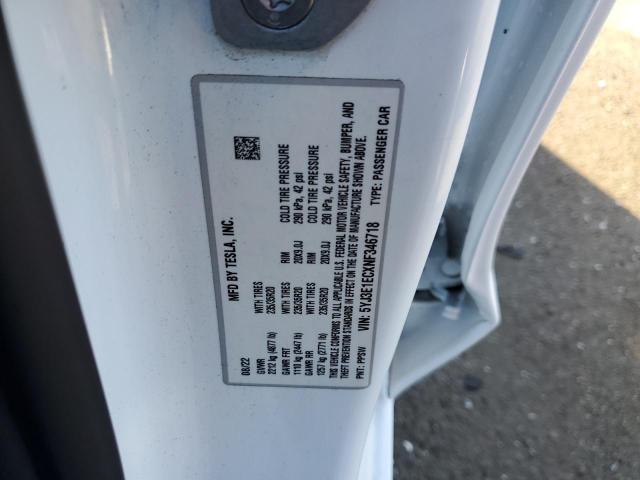 MFD BY TESLA, INC.
08/22
GVWR WITH TIRES RIM COLD TIRE PRESSURE
2212 kg (4877 lb) 235/35R20 20X9.0J 290 kPa, 42 psi
GAWR FRT WITH TIRES RIM COLD TIRE PRESSURE
1110 kg (2447 lb) 235/35R20 20X9.0J 290 kPa, 42 psi
GAWR RR WITH TIRES
1257 kg (2771 lb) 235/35R20
THIS VEHICLE CONFORMS TO ALL APPLICABLE U.S. FEDERAL MOTOR VEHICLE SAFETY, BUMPER, AND
THEFT PREVENTION STANDARDS IN EFFECT ON THE DATE OF MANUFACTURE SHOWN ABOVE.
PNT: PPSW VIN: 5YJ3E1ECXNF346718 TYPE: PASSENGER CAR